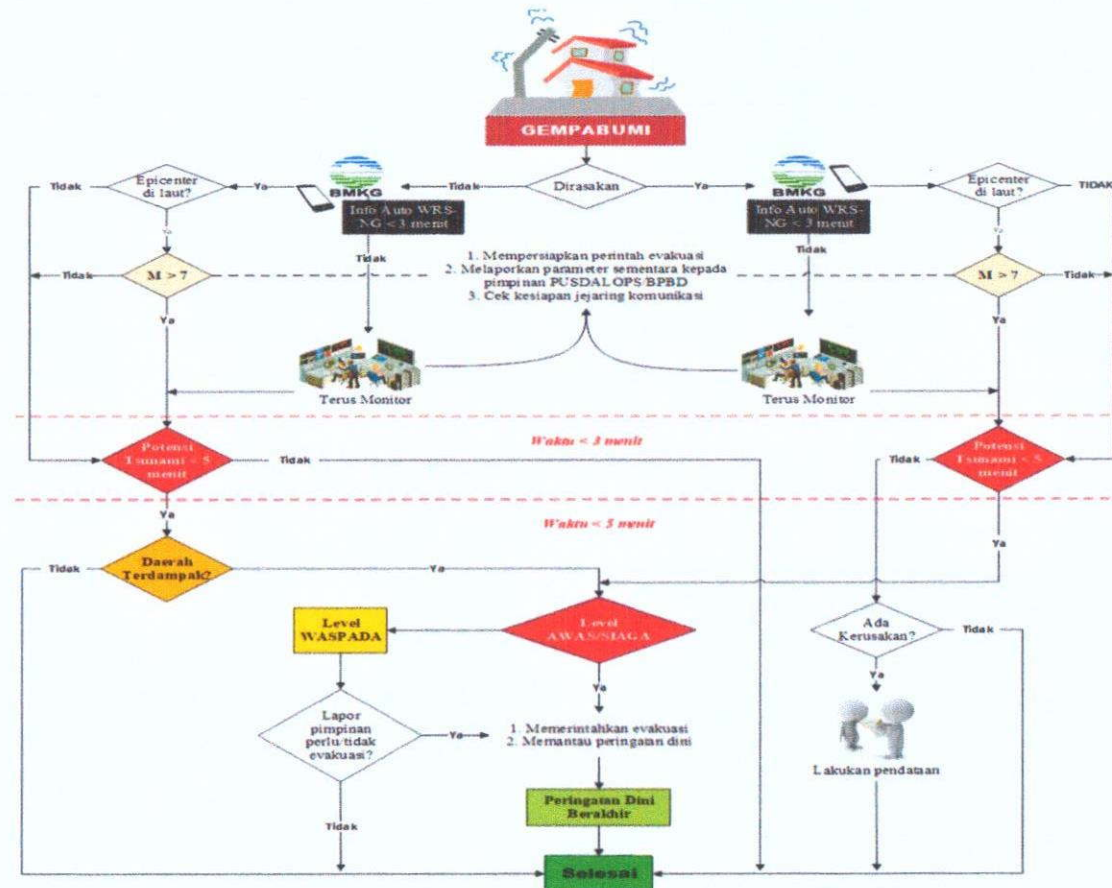 GEMPABUMI
Tidak
Epicenter
di laut?
Ya
BMKG
Tidak
Dirasakan
Ya
BMKG
Epicenter
di laut?
TIDAK
Info Auto WRS-
NG < 3 menit
Info Auto WRS-
NG < 3 menit
Ya
Ya
Tidak
M > 7
1. Mempersiapkan perintah evakuasi
2. Melaporkan parameter sementara kepada
pimpinan PUSDALOPS/BPBD
3. Cek kesiapan jejaring komunikasi
M > 7
Tidak
Ya
Ya
Terus Monitor
Terus Monitor
Potensi
Tsunami < 5
menit
Tidak
Waktu < 3 menit
Tidak
Potensi
Tsunami < 5
menit
Ya
Waktu < 5 menit
Ya
Tidak
Daerah
Terdampak?
Ya
Level
WASPADA
Level
AWAS/SIAGA
Ada
Kerusakan?
Tidak
Ya
Ya
Lapor
pimpinan
perlu/tidak
evakuasi?
Ya
1. Memerintahkan evakuasi
2. Memantau peringatan dini
Lakukan pendataan
Peringatan Dini
Berakhir
Tidak
Selesai